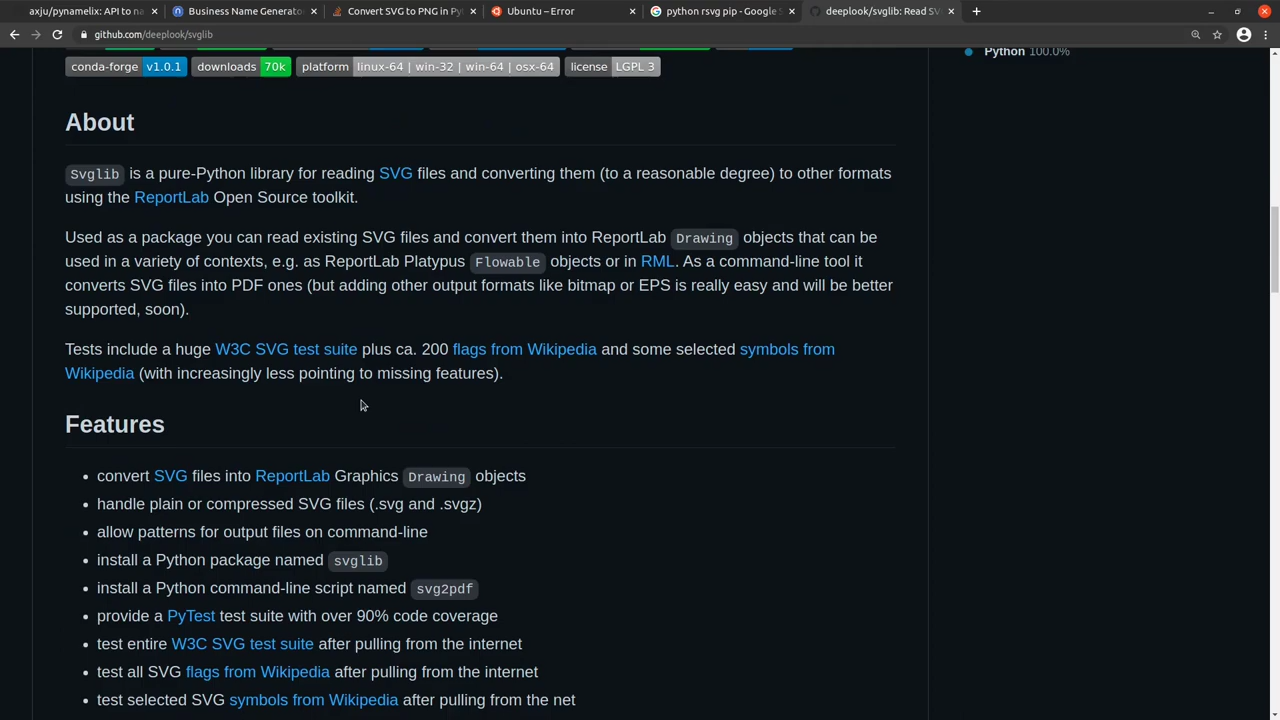 axju/pynamelix: API to na
Business Name Generato
Convert SVG to PNG in Py
Ubuntu – Error
python rsvg pip - Google S
deeplook/svglib: Read SV
github.com/deeplook/svglib
Python 100.0%
conda-forge v1.0.1 downloads 70k platform linux-64 | win-32 | win-64 | osx-64 license LGPL 3
About
Svglib is a pure-Python library for reading SVG files and converting them (to a reasonable degree) to other formats
using the ReportLab Open Source toolkit.
Used as a package you can read existing SVG files and convert them into ReportLab Drawing objects that can be
used in a variety of contexts, e.g. as ReportLab Platypus Flowable objects or in RML. As a command-line tool it
converts SVG files into PDF ones (but adding other output formats like bitmap or EPS is really easy and will be better
supported, soon).
Tests include a huge W3C SVG test suite plus ca. 200 flags from Wikipedia and some selected symbols from
Wikipedia (with increasingly less pointing to missing features).
Features
convert SVG files into ReportLab Graphics Drawing objects
handle plain or compressed SVG files (.svg and .svgz)
allow patterns for output files on command-line
install a Python package named svglib
install a Python command-line script named svg2pdf
provide a PyTest test suite with over 90% code coverage
test entire W3C SVG test suite after pulling from the internet
test all SVG flags from Wikipedia after pulling from the internet
test selected SVG symbols from Wikipedia after pulling from the net